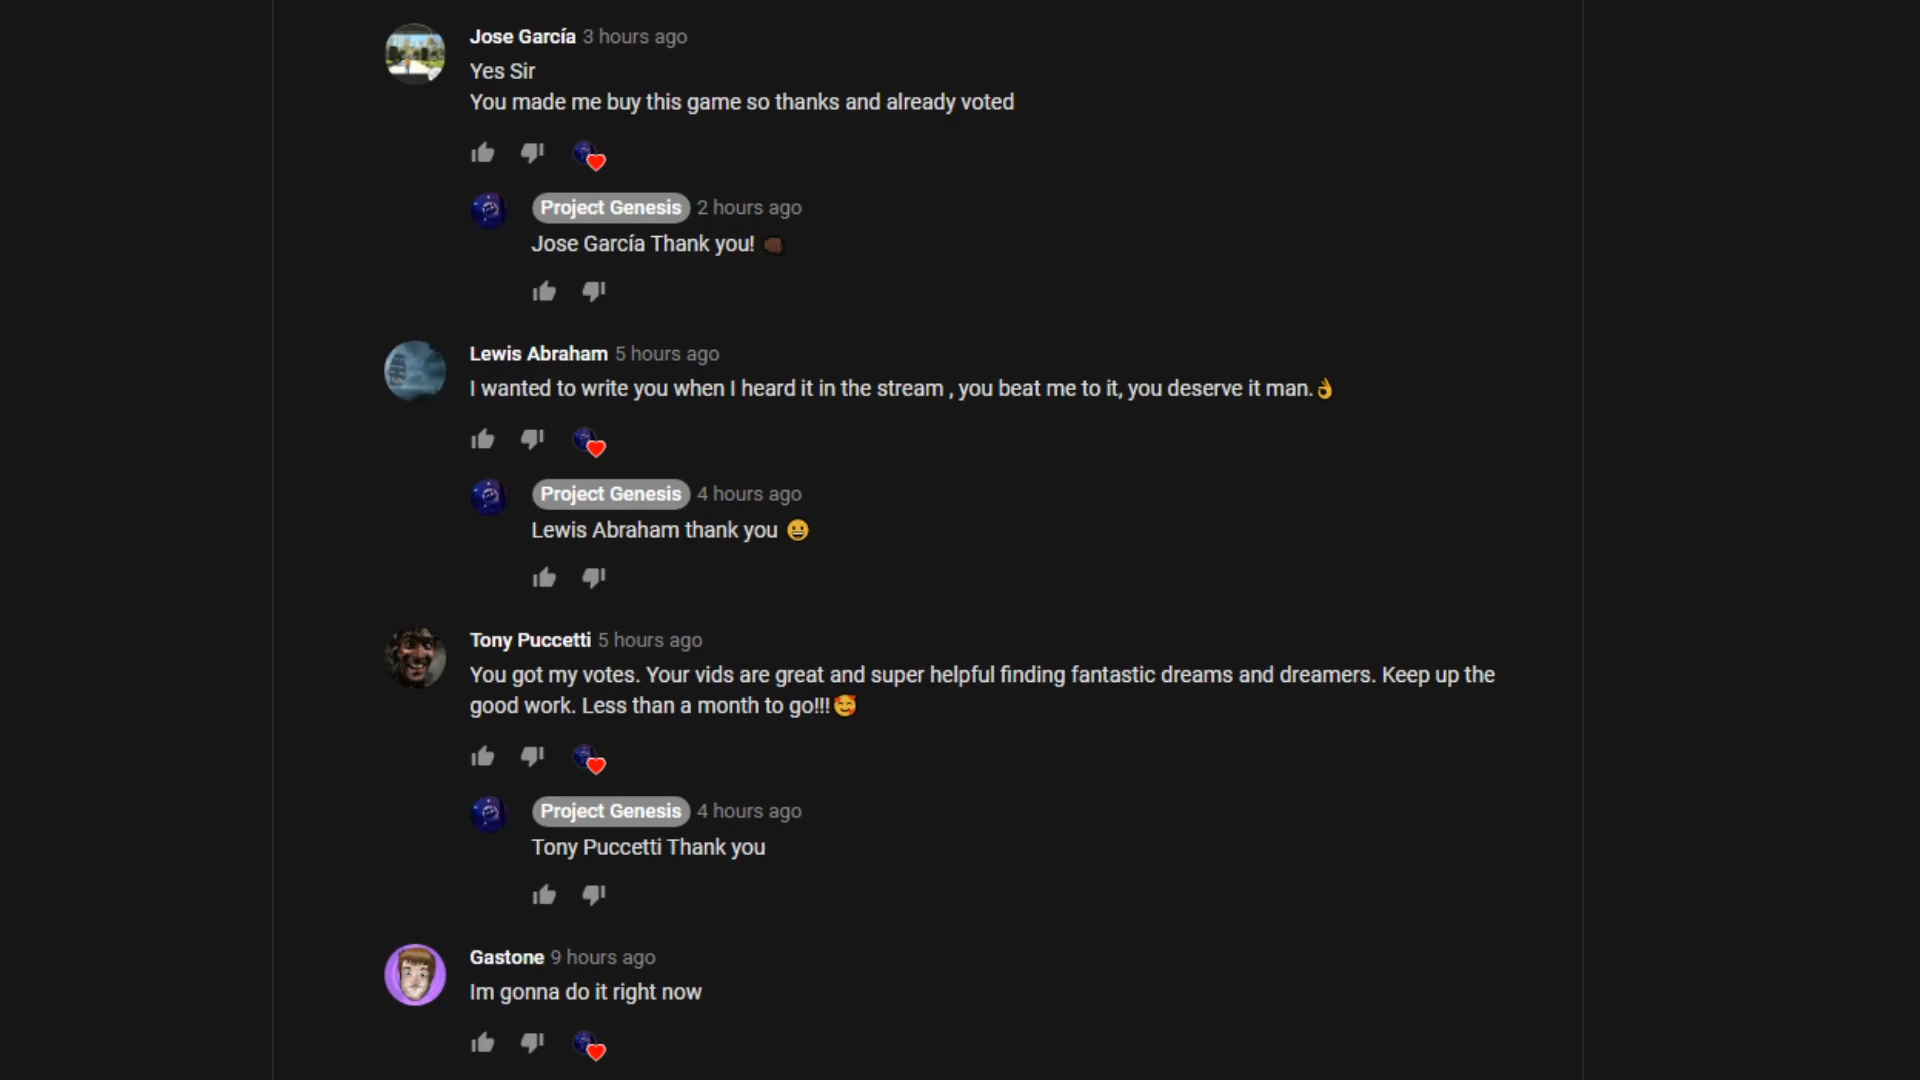 Jose García 3 hours ago
Yes Sir
You made me buy this game so thanks and already voted
Project Genesis 2 hours ago
Jose García Thank you! 👊🏿
Lewis Abraham 5 hours ago
I wanted to write you when I heard it in the stream , you beat me to it, you deserve it man.👌
Project Genesis 4 hours ago
Lewis Abraham thank you 😀
Tony Puccetti 5 hours ago
You got my votes. Your vids are great and super helpful finding fantastic dreams and dreamers. Keep up the
good work. Less than a month to go!!!🥰
Project Genesis 4 hours ago
Tony Puccetti Thank you
Gastone 9 hours ago
Im gonna do it right now